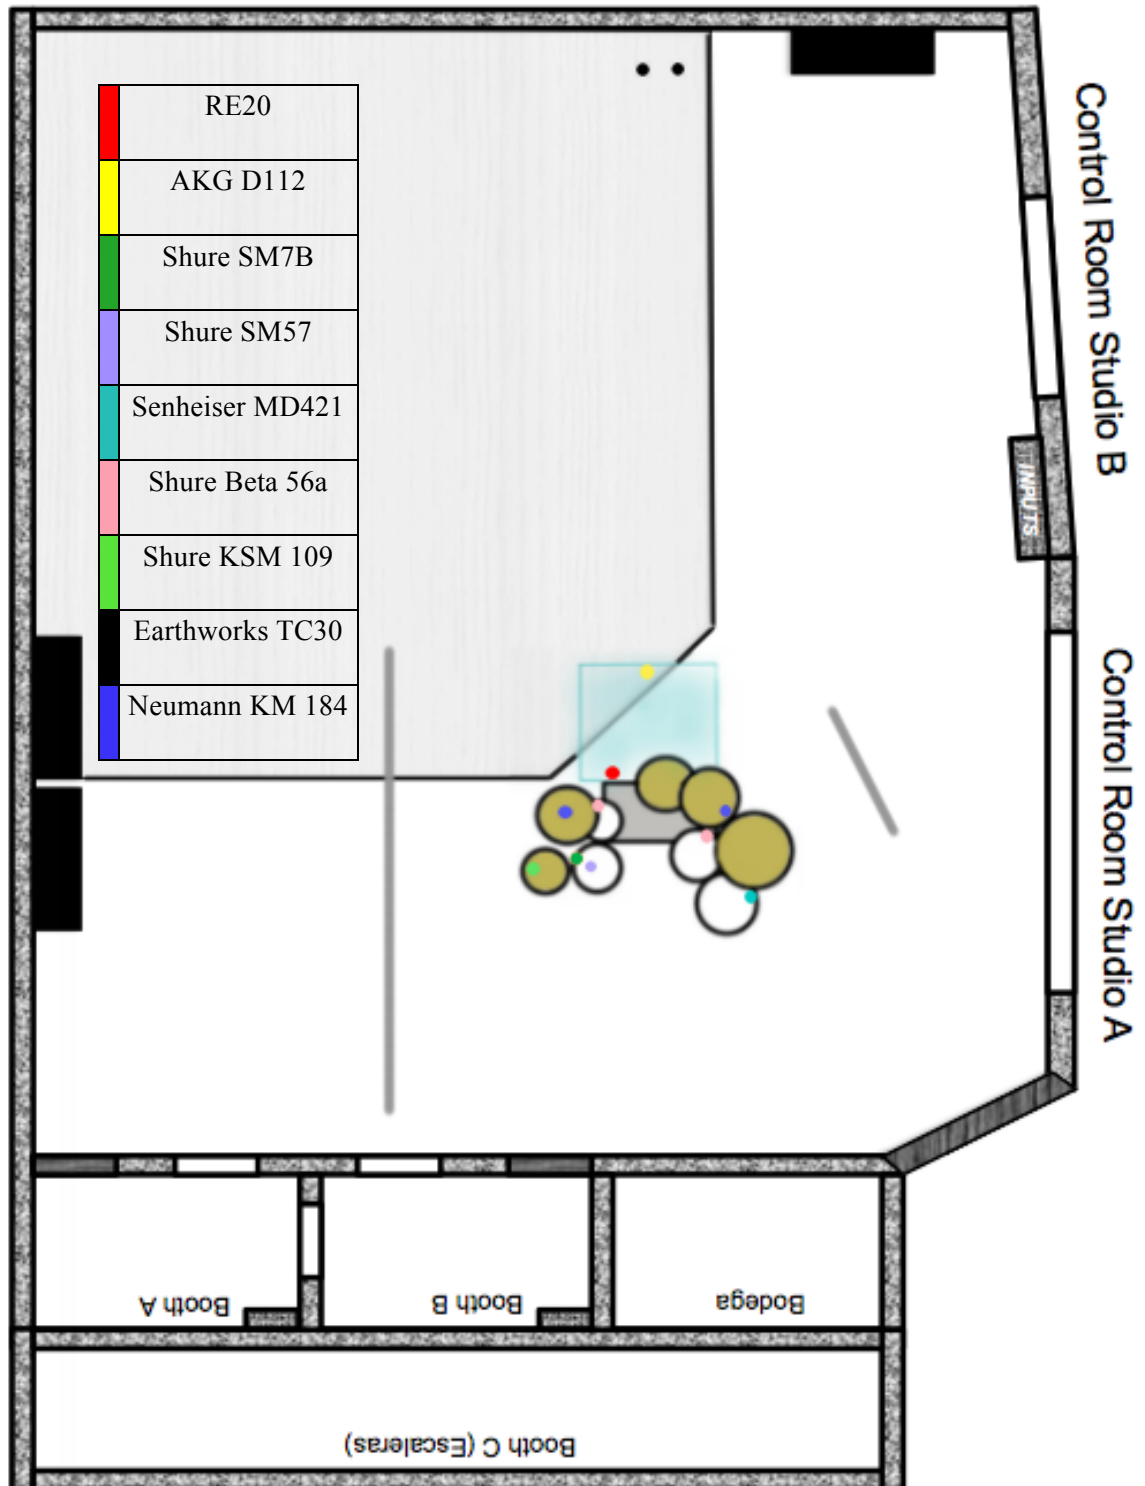 RE20
AKG D112
Shure SM7B
Shure SM57
Senheiser MD421
Shure Beta 56a
Shure KSM 109
Earthworks TC30
Neumann KM 184
Control Room Studio B
INPUTS
Control Room Studio A
Booth A
Booth B
Bodega
Booth C (Escaleras)